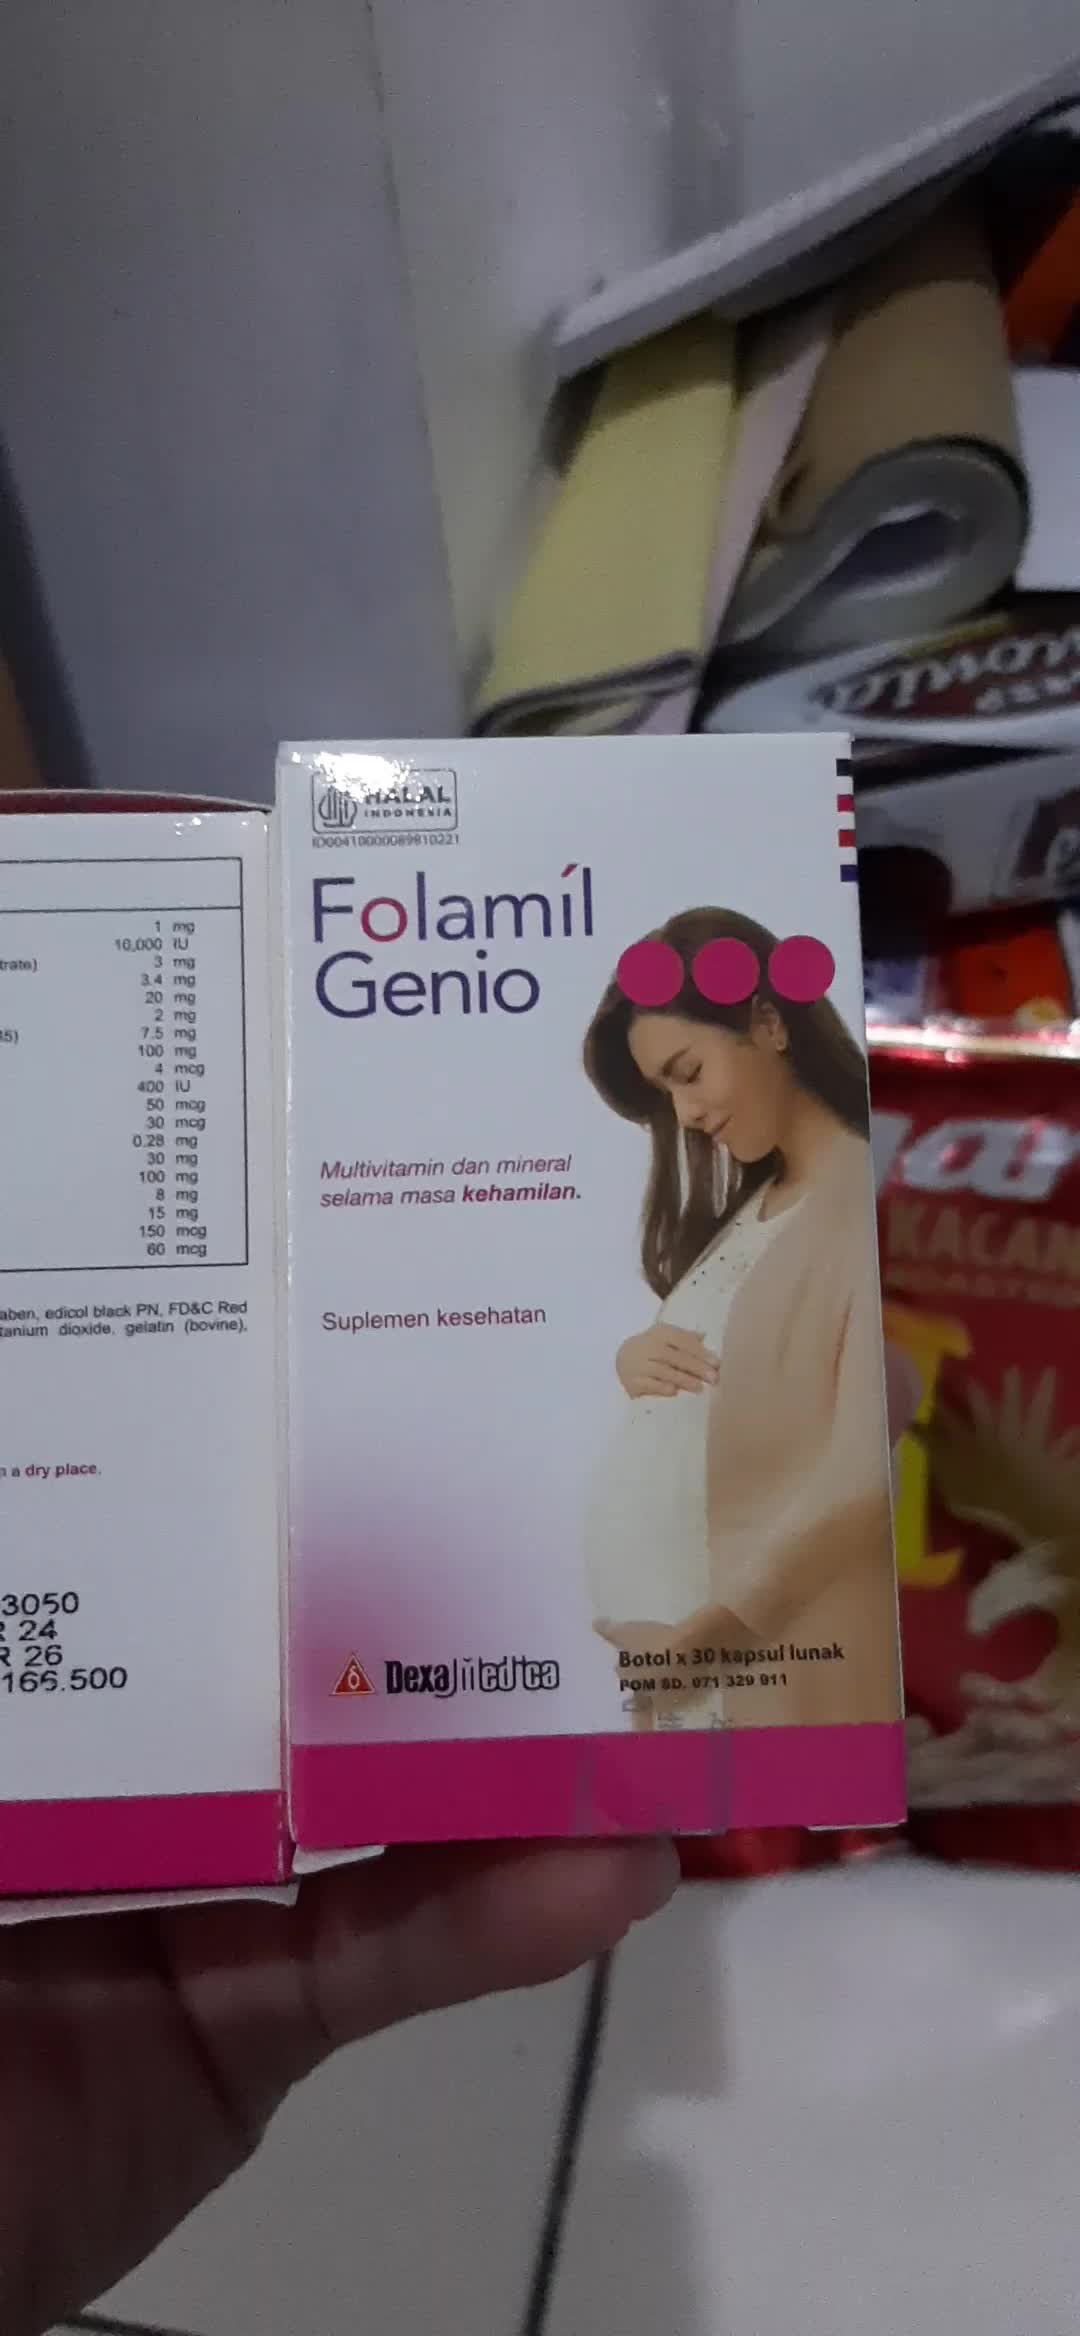 HALAL
INDONESIA
ID00410000089810221
Folamíl
Genio
Multivitamin dan mineral
selama masa kehamilan.
Suplemen kesehatan
Dexa Medica
Botol x 30 kapsul lunak
POM SD. 071 329 911
1 mg
10,000 IU
trate) 3 mg
3.4 mg
20 mg
2 mg
7.5 mg
100 mg
4 mcg
400 IU
50 mcg
30 mcg
0.28 mg
30 mg
100 mg
8 mg
15 mg
150 mcg
60 mcg
aben, edicol black PN, FD&C Red
tanium dioxide, gelatin (bovine),
a dry place.
3050
R 24
R 26
166.500
KACAN